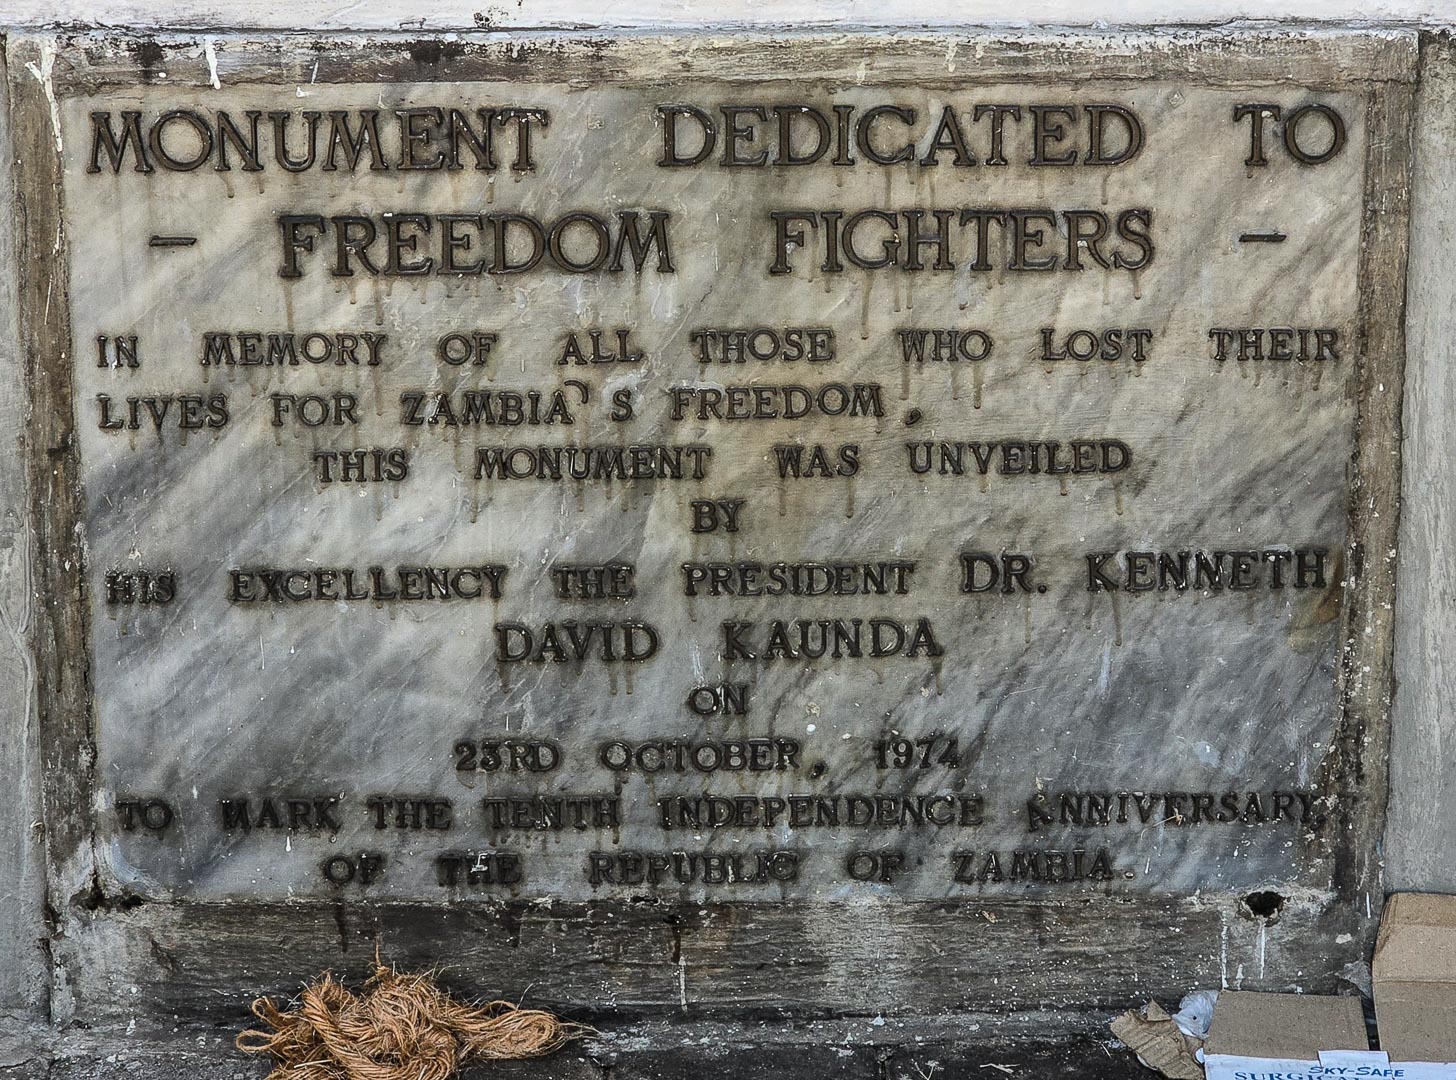 MONUMENT DEDICATED TO
- FREEDOM FIGHTERS -
IN MEMORY OF ALL THOSE WHO LOST THEIR
LIVES FOR ZAMBIA'S FREEDOM,
THIS MONUMENT WAS UNVEILED
BY
HIS EXCELLENCY THE PRESIDENT DR. KENNETH
DAVID KAUNDA
ON
23RD OCTOBER, 1974
TO MARK THE TENTH INDEPENDENCE ANNIVERSARY,
OF THE REPUBLIC OF ZAMBIA.
SKY-SAFE